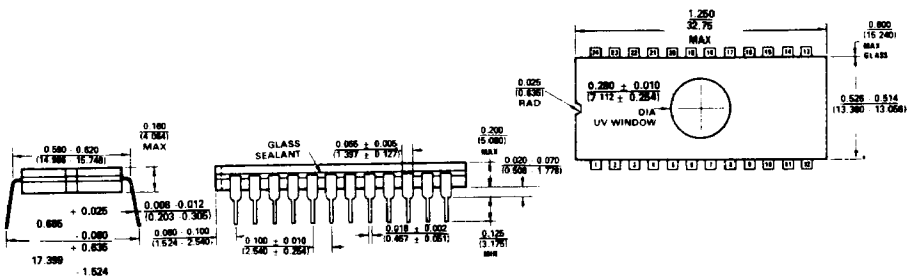 0.590 - 0.620
(14.986 - 15.748)
0.160
(4.064)
MAX
0.008 - 0.012
(0.203 - 0.305)
0.685
+ 0.025
- 0.060
17.399
+ 0.635
- 1.524
GLASS
SEALANT
0.055 ± 0.005
(1.397 ± 0.127)
0.200
(5.080)
MAX
0.020 - 0.070
(0.508 - 1.778)
0.060 - 0.100
(1.524 - 2.540)
0.100 ± 0.010
(2.540 ± 0.254)
0.018 ± 0.002
(0.457 ± 0.051)
0.125
(3.175)
MIN
1.250
32.75
MAX
0.600
(15.240)
MAX
GLASS
24 23 22 21 20 19 18 17 16 15 14 13
0.025
(0.635)
RAD
0.280 ± 0.010
(7.112 ± 0.254)
DIA
UV WINDOW
0.526 - 0.514
(13.360 - 13.056)
1 2 3 4 5 6 7 8 9 10 11 12